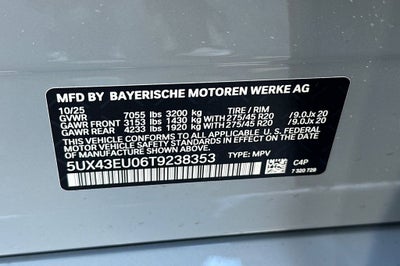 MFD BY BAYERISCHE MOTOREN WERKE AG
10/25
GVWR 7055 lbs 3200 kg TIRE / RIM
GAWR FRONT 3153 lbs 1430 kg WITH 275/45 R20 /9.0Jx 20
GAWR REAR 4233 lbs 1920 kg WITH 275/45 R20 /9.0Jx 20
THIS VEHICLE CONFORMS TO ALL APPLICABLE
U.S. FEDERAL MOTOR VEHICLE SAFETY STANDARDS IN
EFFECT ON THE DATE OF MANUFACTURE SHOWN ABOVE.
5UX43EU06T9238353 TYPE: MPV C4P
7 320 729